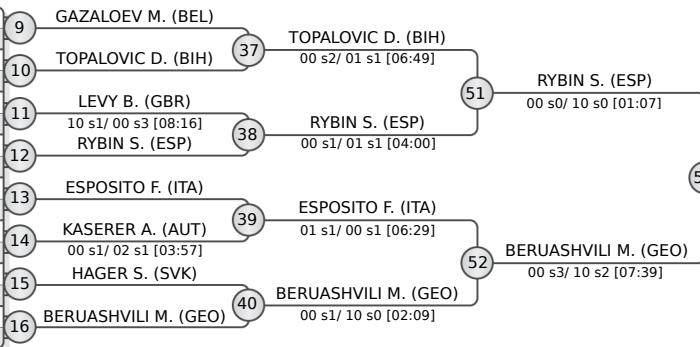 9
GAZALOEV M. (BEL)
10
TOPALOVIC D. (BIH)
37
TOPALOVIC D. (BIH)
00 s2/ 01 s1 [06:49]
11
LEVY B. (GBR)
10 s1/ 00 s3 [08:16]
12
RYBIN S. (ESP)
38
RYBIN S. (ESP)
00 s1/ 01 s1 [04:00]
51
RYBIN S. (ESP)
00 s0/ 10 s0 [01:07]
13
ESPOSITO F. (ITA)
14
KASERER A. (AUT)
00 s1/ 02 s1 [03:57]
39
ESPOSITO F. (ITA)
01 s1/ 00 s1 [06:29]
15
HAGER S. (SVK)
16
BERUASHVILI M. (GEO)
40
BERUASHVILI M. (GEO)
00 s1/ 10 s0 [02:09]
52
BERUASHVILI M. (GEO)
00 s3/ 10 s2 [07:39]